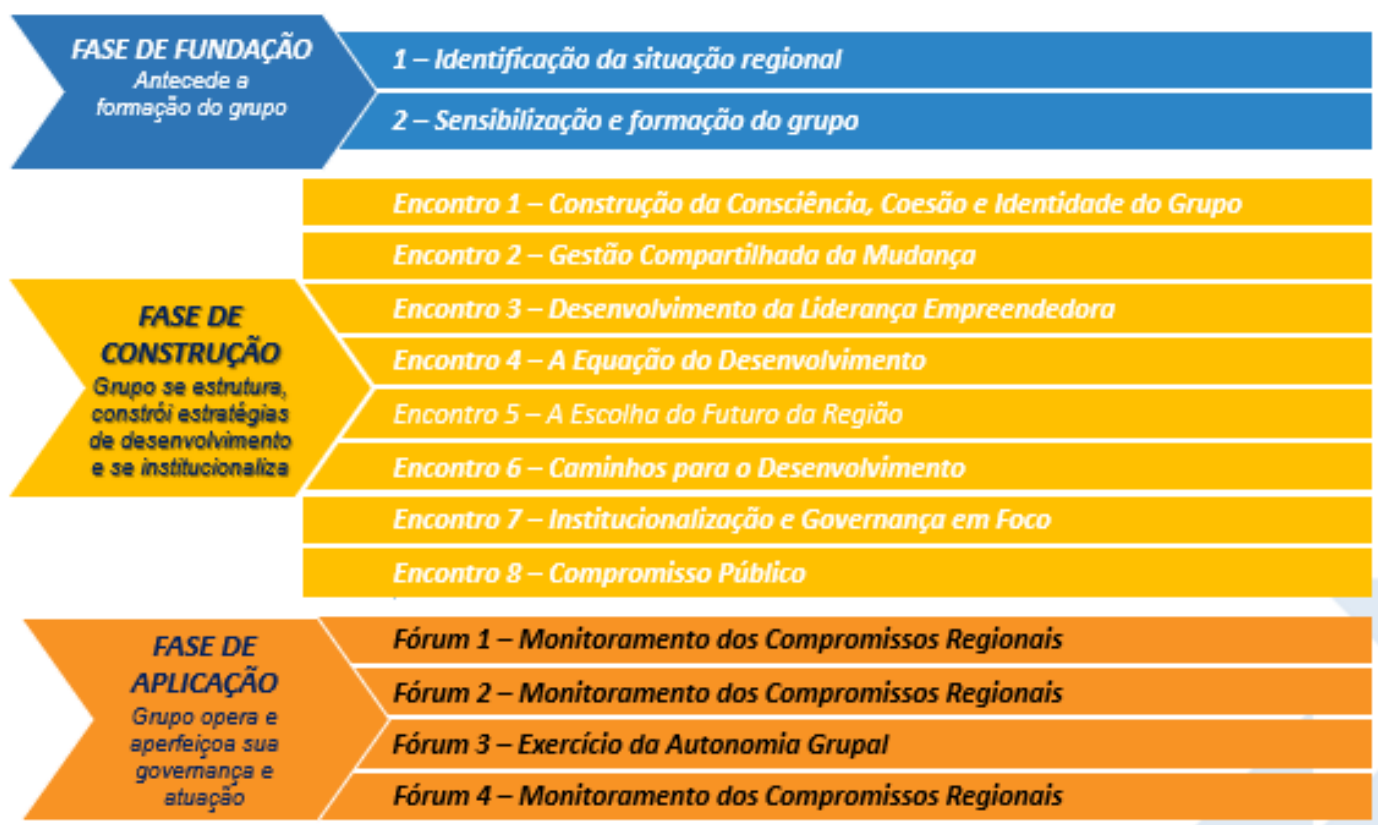 FASE DE FUNDAÇÃO
Antecede a
formação do grupo
1 – Identificação da situação regional
2 – Sensibilização e formação do grupo
FASE DE
CONSTRUÇÃO
Grupo se estrutura,
constrói estratégias
de desenvolvimento
e se institucionaliza
Encontro 1 – Construção da Consciência, Coesão e Identidade do Grupo
Encontro 2 – Gestão Compartilhada da Mudança
Encontro 3 – Desenvolvimento da Liderança Empreendedora
Encontro 4 – A Equação do Desenvolvimento
Encontro 5 – A Escolha do Futuro da Região
Encontro 6 – Caminhos para o Desenvolvimento
Encontro 7 – Institucionalização e Governança em Foco
Encontro 8 – Compromisso Público
FASE DE
APLICAÇÃO
Grupo opera e
aperfeiçoa sua
governança e
atuação
Fórum 1 – Monitoramento dos Compromissos Regionais
Fórum 2 – Monitoramento dos Compromissos Regionais
Fórum 3 – Exercício da Autonomia Grupal
Fórum 4 – Monitoramento dos Compromissos Regionais